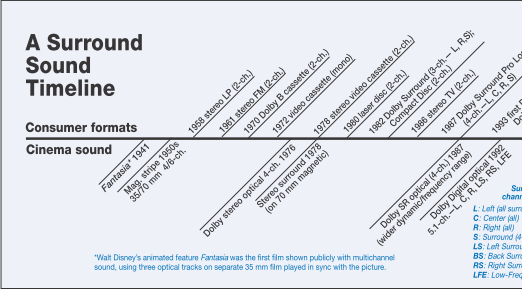 A Surround
Sound
Timeline
Consumer formats
1958 stereo LP (2-ch.)
1961 stereo FM (2-ch.)
1970 Dolby B cassette (2-ch.)
1972 video cassette (mono)
1978 stereo video cassette (2-ch.)
1980 laser disc (2-ch.)
1982 Dolby Surround (3-ch. – L, R,S);
Compact Disc (2-ch.)
1986 stereo TV (2-ch.)
1987 Dolby Surround Pro Lo
(4-ch. –L, C, R, S)
1993 first D
Do
Cinema sound
Fantasia* 1941
Mag. stripe 1950s
35/70 mm 4/6-ch.
Dolby stereo optical 4-ch. 1976
Stereo surround 1978
(on 70 mm magnetic)
Dolby SR optical (4-ch.) 1987
(wider dynamic/frequency range)
Dolby Digital optical 1992
5.1-ch. –L, C, R, LS, RS, LFE
Su
chann
L: Left (all surr
C: Center (all)
R: Right (all)
S: Surround (4-
LS: Left Surrou
BS: Back Surr
RS: Right Surr
LFE: Low-Freq
*Walt Disney's animated feature Fantasia was the first film shown publicly with multichannel
sound, using three optical tracks on separate 35 mm film played in sync with the picture.